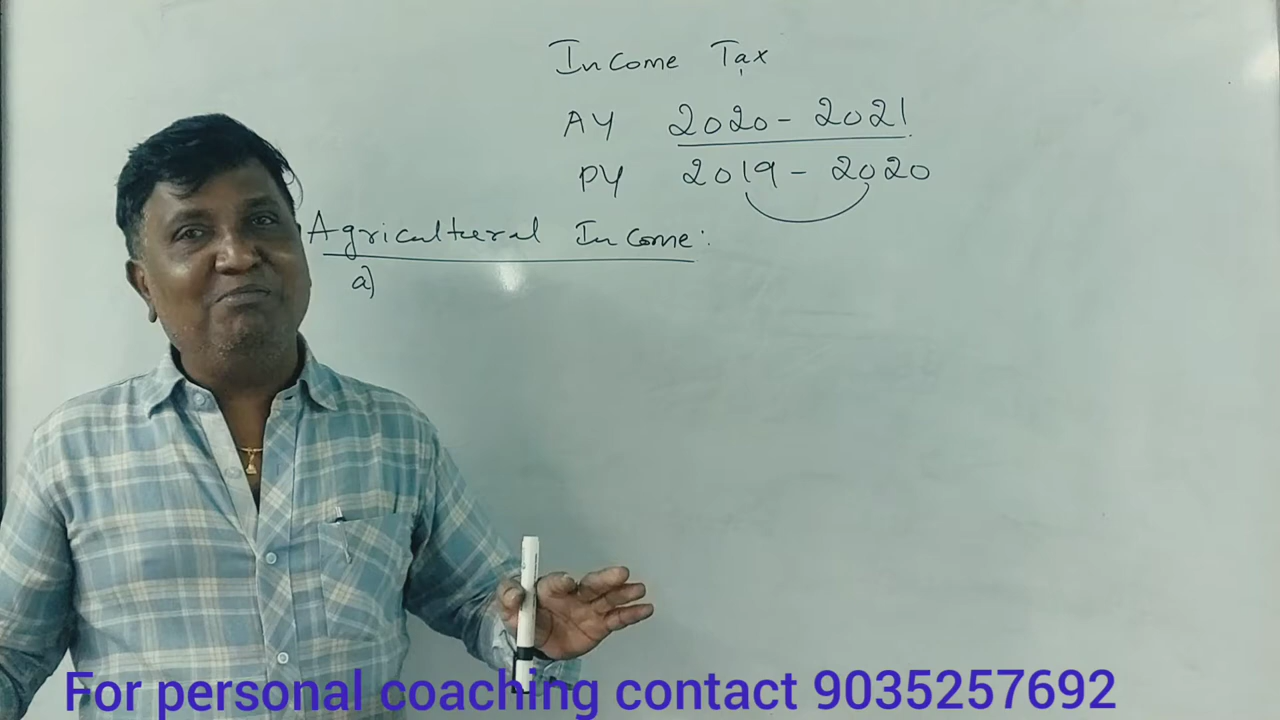 Income Tax
AY 2020 - 2021
PY 2019 - 2020
Agricultural Income:
a)
For personal coaching contact 9035257692